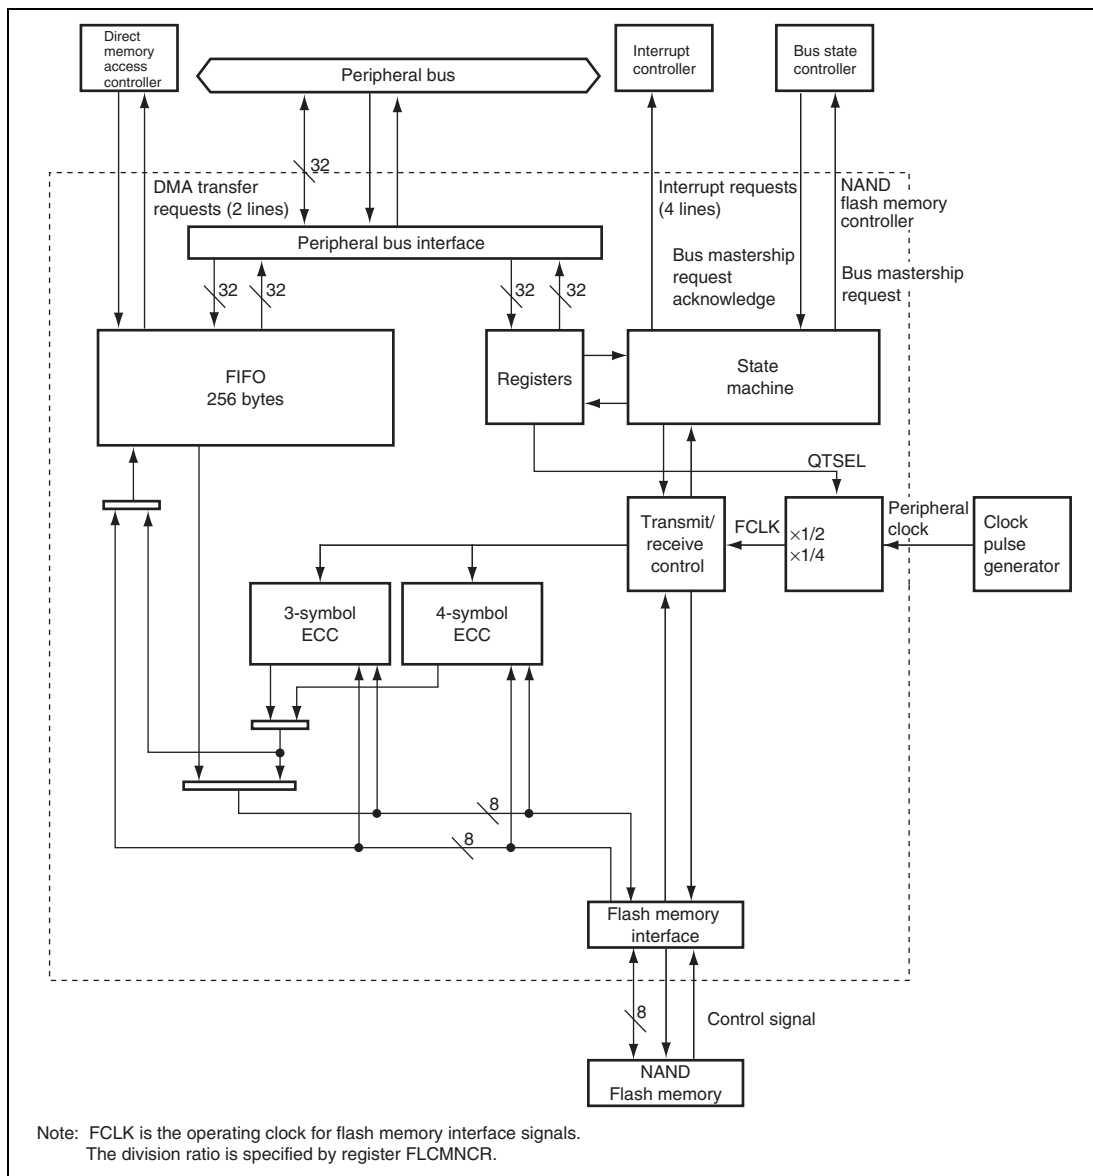 Direct
memory
access
controller
Peripheral bus
Interrupt
controller
Bus state
controller
32
DMA transfer
requests (2 lines)
Interrupt requests
(4 lines)
NAND
flash memory
controller
Peripheral bus interface
Bus mastership
request
acknowledge
Bus mastership
request
32
32
32
32
FIFO
256 bytes
Registers
State
machine
QTSEL
Transmit/
receive
control
FCLK
×1/2
×1/4
Peripheral
clock
Clock
pulse
generator
3-symbol
ECC
4-symbol
ECC
8
8
Flash memory
interface
8
Control signal
NAND
Flash memory
Note: FCLK is the operating clock for flash memory interface signals.
The division ratio is specified by register FLCMNCR.